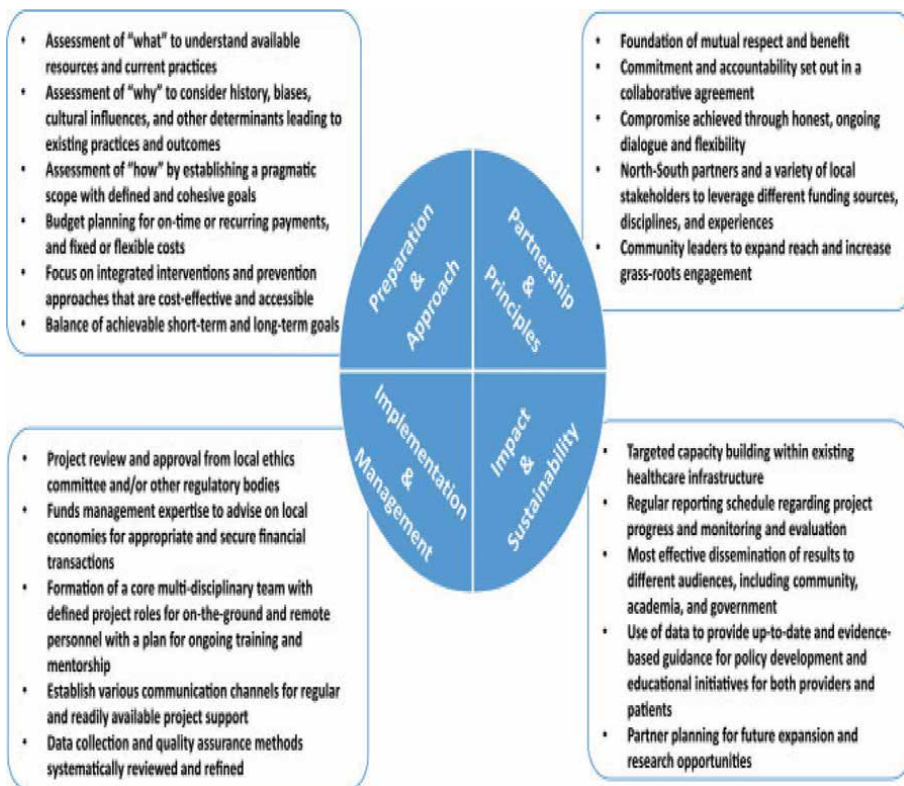 • Assessment of “what” to understand available
resources and current practices
• Assessment of “why” to consider history, biases,
cultural influences, and other determinants leading to
existing practices and outcomes
• Assessment of “how” by establishing a pragmatic
scope with defined and cohesive goals
• Budget planning for on-time or recurring payments,
and fixed or flexible costs
• Focus on integrated interventions and prevention
approaches that are cost-effective and accessible
• Balance of achievable short-term and long-term goals
• Foundation of mutual respect and benefit
• Commitment and accountability set out in a
collaborative agreement
• Compromise achieved through honest, ongoing
dialogue and flexibility
• North-South partners and a variety of local
stakeholders to leverage different funding sources,
disciplines, and experiences
• Community leaders to expand reach and increase
grass-roots engagement
Preparation
&
Approach
Partnership
&
Principles
Implementation
&
Management
Impact
&
Sustainability
• Project review and approval from local ethics
committee and/or other regulatory bodies
• Funds management expertise to advise on local
economies for appropriate and secure financial
transactions
• Formation of a core multi-disciplinary team with
defined project roles for on-the-ground and remote
personnel with a plan for ongoing training and
mentorship
• Establish various communication channels for regular
and readily available project support
• Data collection and quality assurance methods
systematically reviewed and refined
• Targeted capacity building within existing
healthcare infrastructure
• Regular reporting schedule regarding project
progress and monitoring and evaluation
• Most effective dissemination of results to
different audiences, including community,
academia, and government
• Use of data to provide up-to-date and evidence-
based guidance for policy development and
educational initiatives for both providers and
patients
• Partner planning for future expansion and
research opportunities